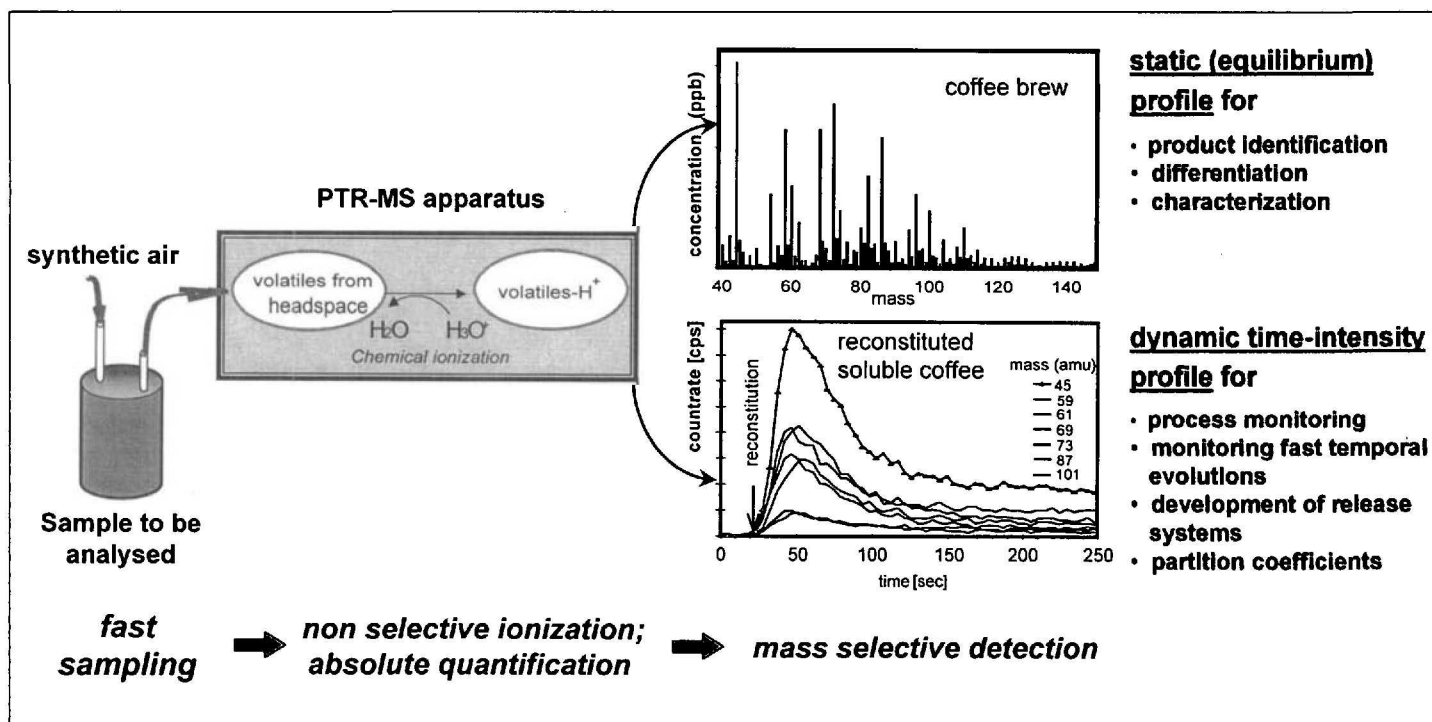 synthetic air
Sample to be
analysed
PTR-MS apparatus
volatiles from
headspace
volatiles-H+
H2O
H3O+
Chemical ionization
concentration (ppb)
coffee brew
40 60 80 100 120 140
mass
static (equilibrium)
profile for
· product identification
· differentiation
· characterization
countrate [cps]
reconstituted
soluble coffee
reconstitution
mass (amu)
45
59
61
69
73
87
101
0 50 100 150 200 250
time [sec]
dynamic time-intensity
profile for
· process monitoring
· monitoring fast temporal
evolutions
· development of release
systems
· partition coefficients
fast
sampling
non selective ionization;
absolute quantification
mass selective detection